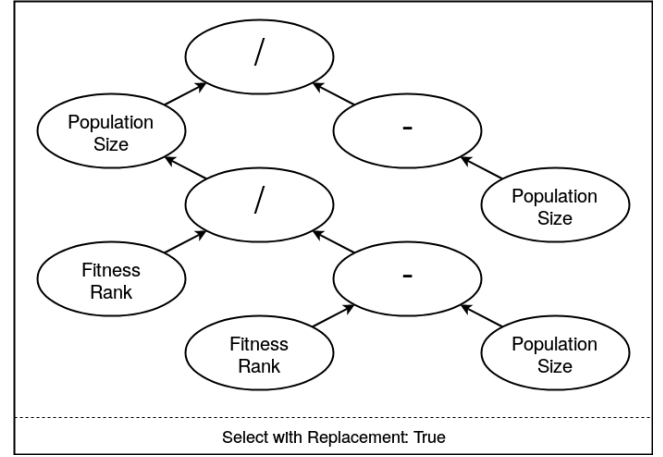 /
Population
Size
-
/
Population
Size
Fitness
Rank
-
Fitness
Rank
Population
Size
Select with Replacement: True